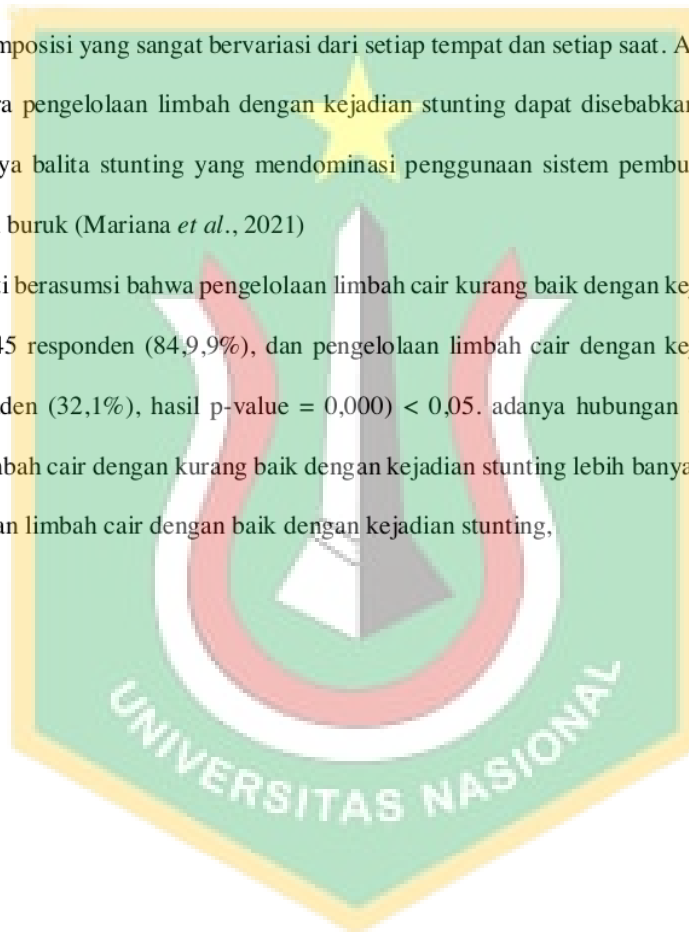 mposisi yang sangat bervariasi dari setiap tempat dan setiap saat. A
a pengelolaan limbah dengan kejadian stunting dapat disebabkan
ya balita stunting yang mendominasi penggunaan sistem pembu
buruk (Mariana et al., 2021)
ti berasumsi bahwa pengelolaan limbah cair kurang baik dengan ke
45 responden (84,9,9%), dan pengelolaan limbah cair dengan ke
den (32,1%), hasil p-value = 0,000) < 0,05. adanya hubungan
mbah cair dengan kurang baik dengan kejadian stunting lebih banya
an limbah cair dengan baik dengan kejadian stunting,
UNIVERSITAS NASIONAL